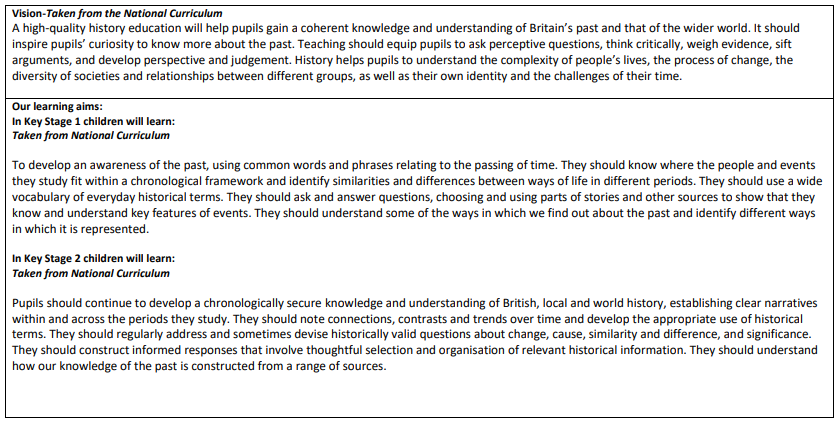 Vision-Taken from the National Curriculum
A high-quality history education will help pupils gain a coherent knowledge and understanding of Britain's past and that of the wider world. It should
inspire pupils' curiosity to know more about the past. Teaching should equip pupils to ask perceptive questions, think critically, weigh evidence, sift
arguments, and develop perspective and judgement. History helps pupils to understand the complexity of people's lives, the process of change, the
diversity of societies and relationships between different groups, as well as their own identity and the challenges of their time.
Our learning aims:
In Key Stage 1 children will learn:
Taken from National Curriculum
To develop an awareness of the past, using common words and phrases relating to the passing of time. They should know where the people and events
they study fit within a chronological framework and identify similarities and differences between ways of life in different periods. They should use a wide
vocabulary of everyday historical terms. They should ask and answer questions, choosing and using parts of stories and other sources to show that they
know and understand key features of events. They should understand some of the ways in which we find out about the past and identify different ways
in which it is represented.
In Key Stage 2 children will learn:
Taken from National Curriculum
Pupils should continue to develop a chronologically secure knowledge and understanding of British, local and world history, establishing clear narratives
within and across the periods they study. They should note connections, contrasts and trends over time and develop the appropriate use of historical
terms. They should regularly address and sometimes devise historically valid questions about change, cause, similarity and difference, and significance.
They should construct informed responses that involve thoughtful selection and organisation of relevant historical information. They should understand
how our knowledge of the past is constructed from a range of sources.